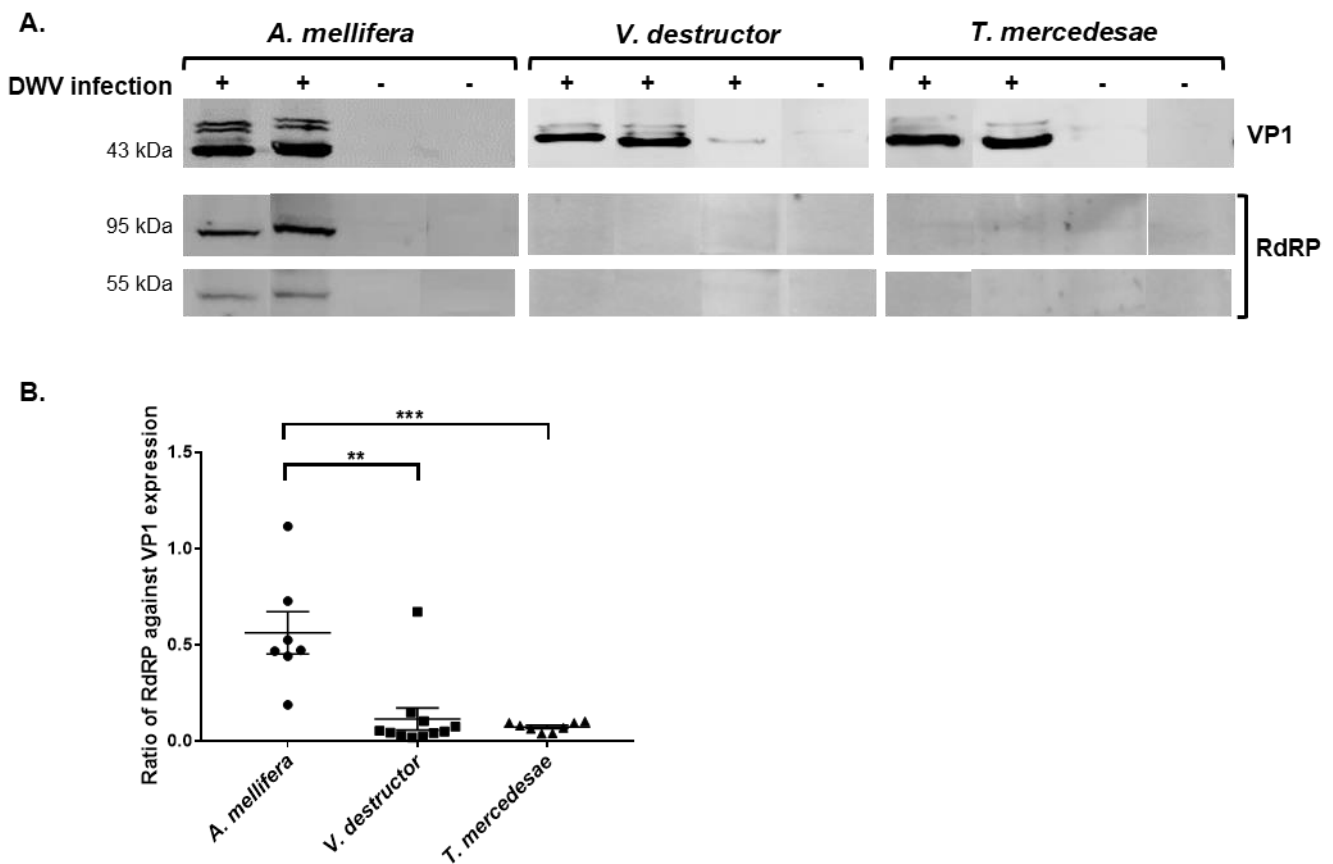 A.
A. mellifera V. destructor T. mercedesae
DWV infection + + - - + + + - + + - -
43 kDa VP1
95 kDa
RdRP
55 kDa
B.
Ratio of RdRP against VP1 expression
***
**
1.5
1.0
0.5
0.0
A. mellifera
V. destructor
T. mercedesae